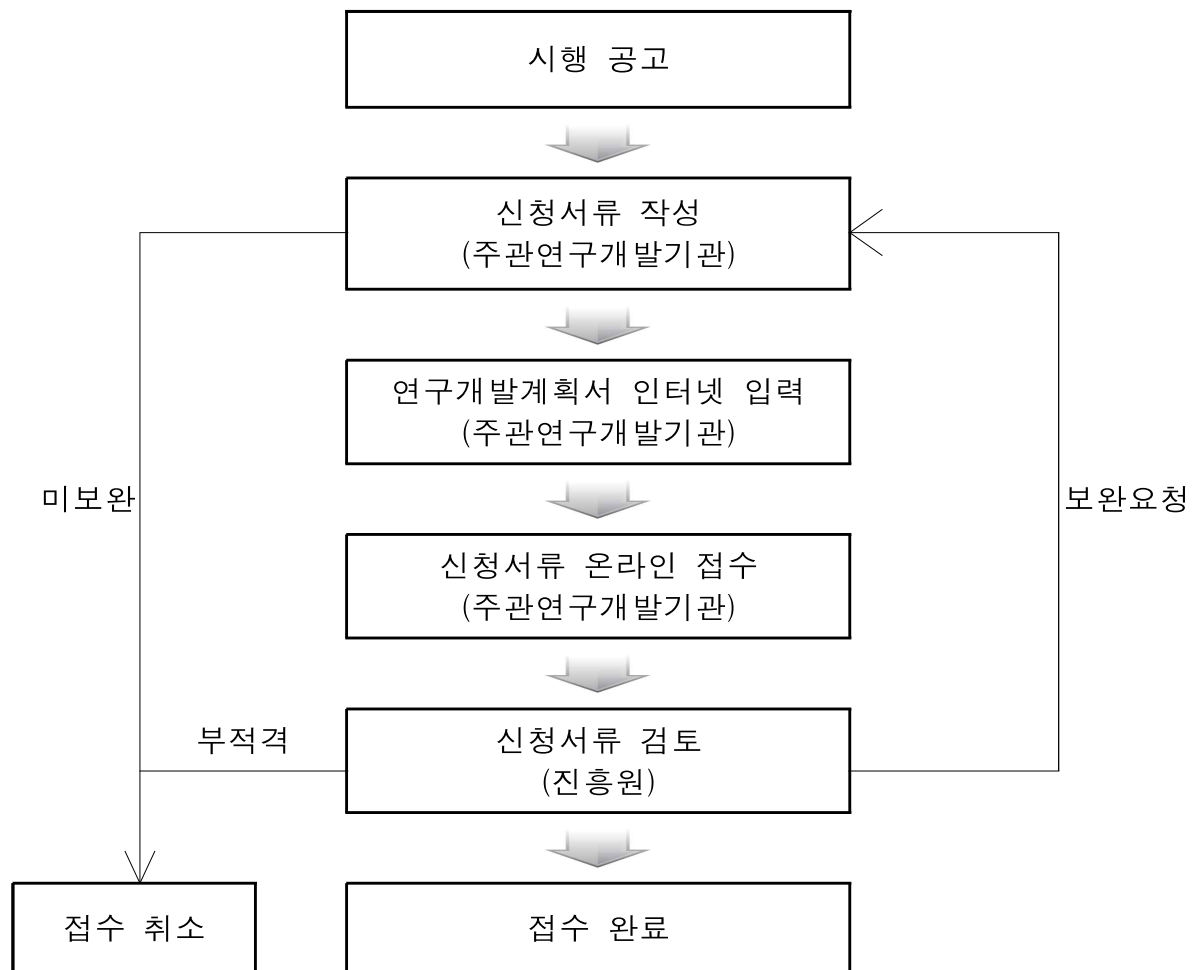 시행 공고
신청서류 작성
(주관연구개발기관)
연구개발계획서 인터넷 입력
(주관연구개발기관)
미보완
보완요청
신청서류 온라인 접수
(주관연구개발기관)
부적격
신청서류 검토
(진흥원)
접수 취소
접수 완료